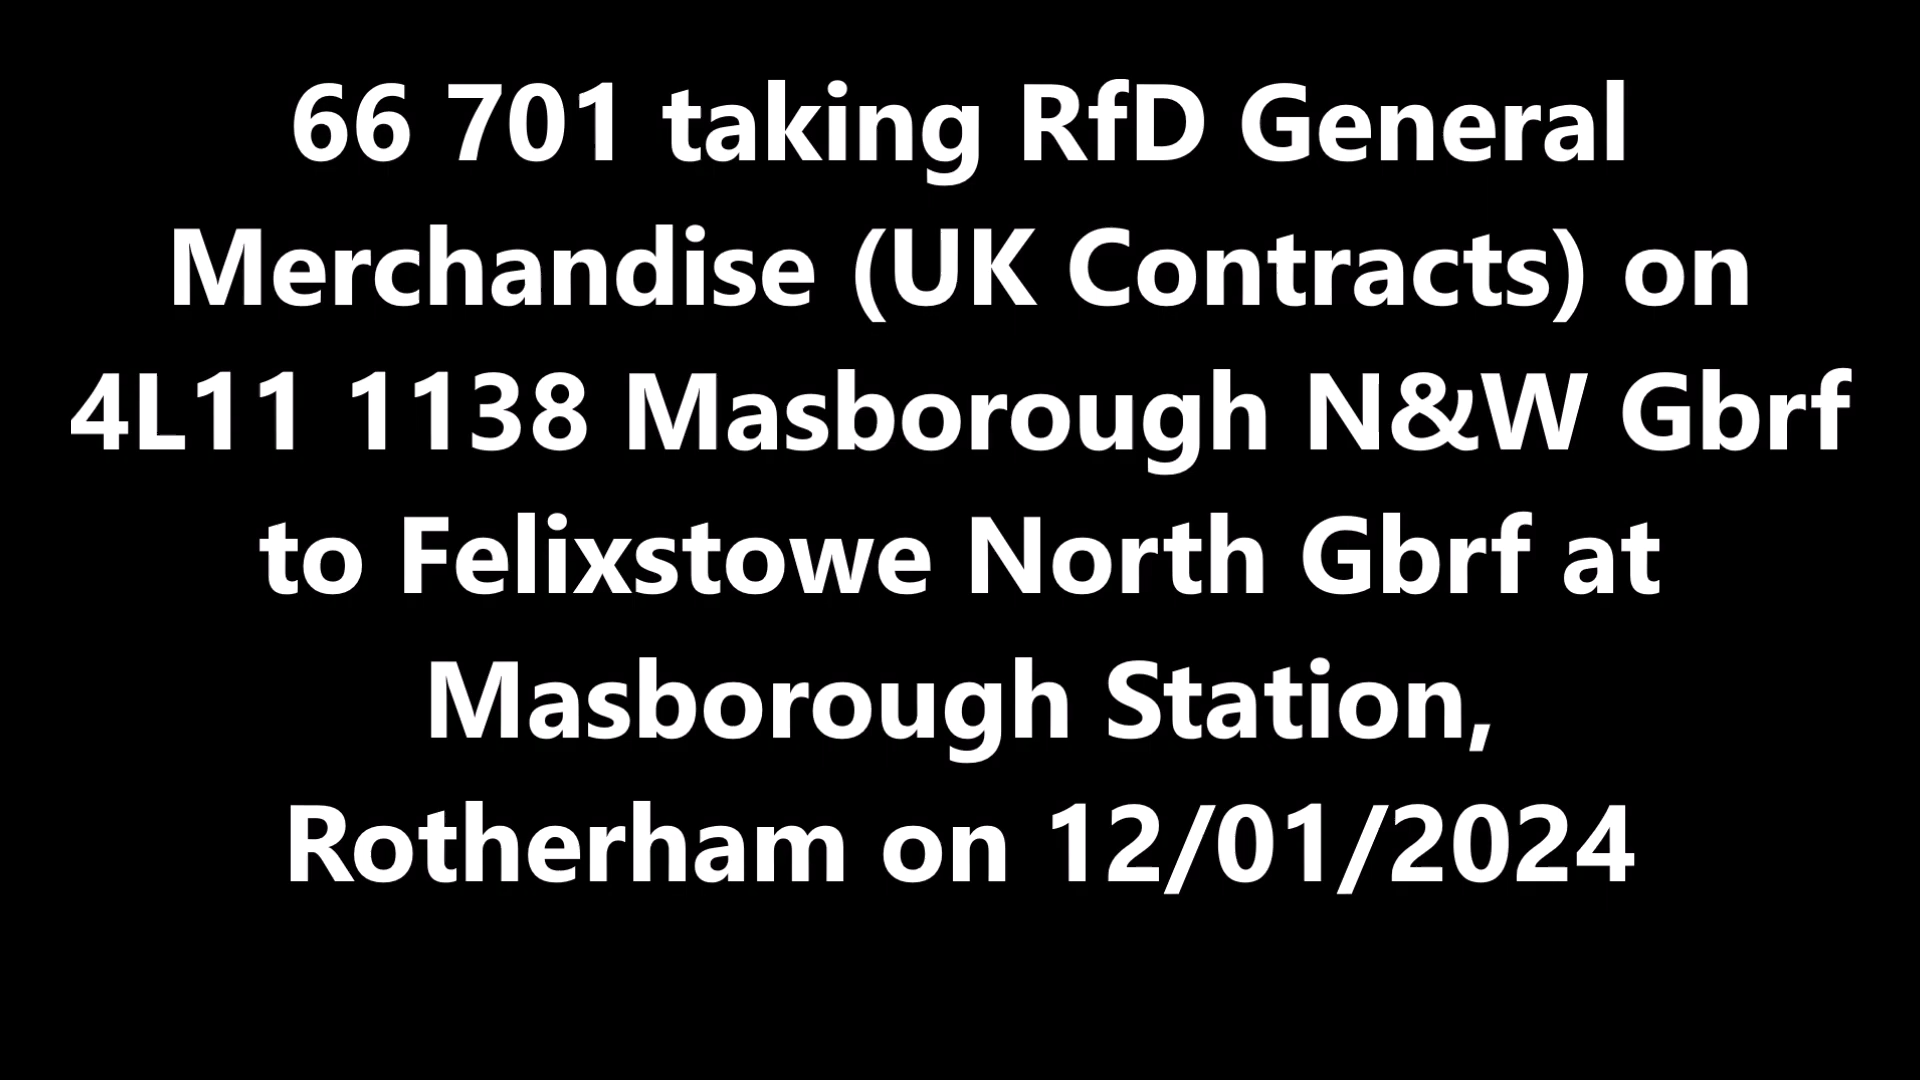 66 701 taking RfD General
Merchandise (UK Contracts) on
4L11 1138 Masborough N&W Gbrf
to Felixstowe North Gbrf at
Masborough Station,
Rotherham on 12/01/2024